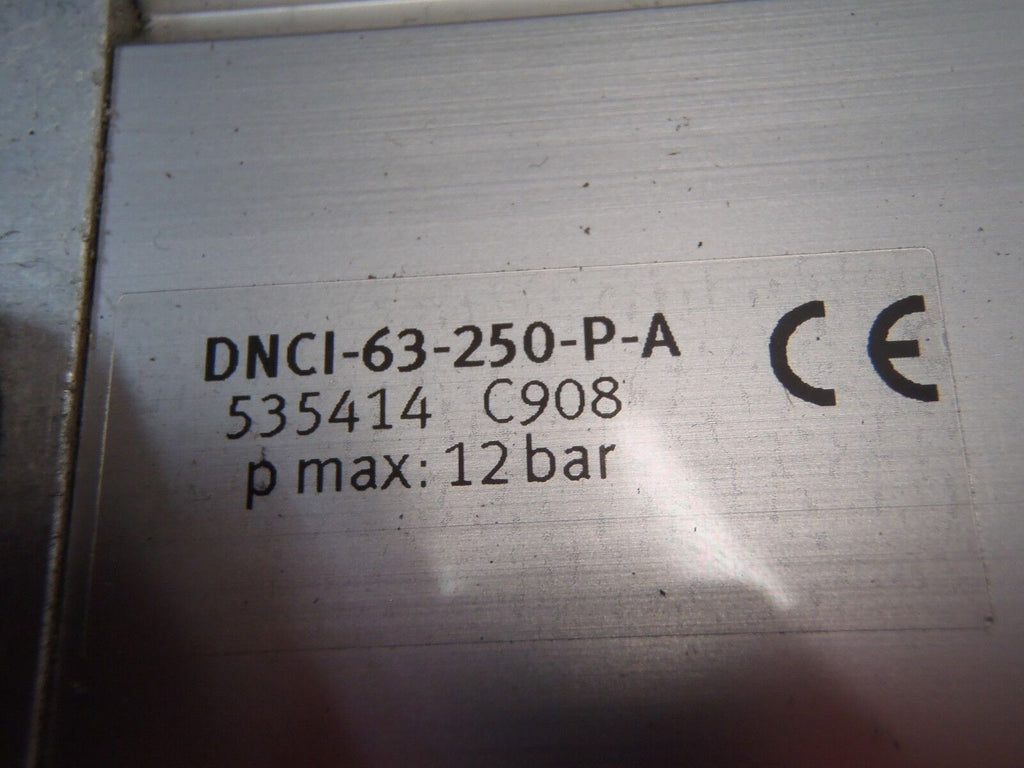 DNCI-63-250-P-A
535414 C908
p max: 12 bar
CE